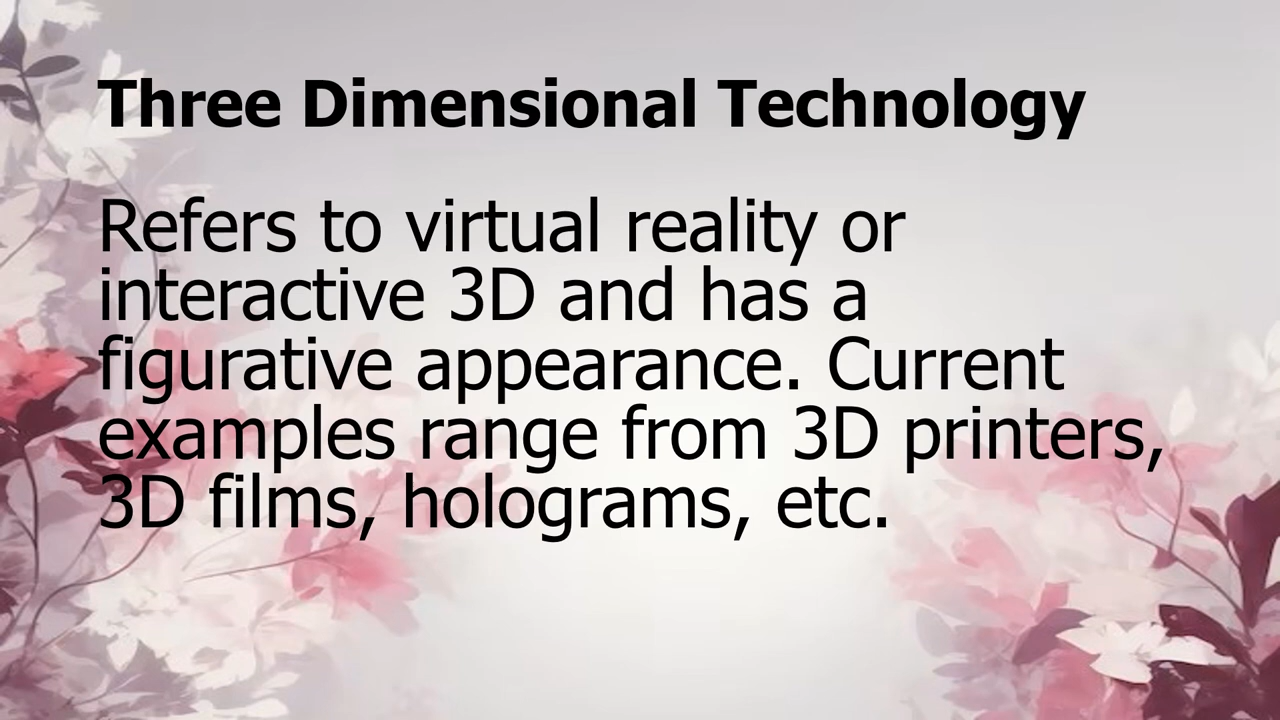 Three Dimensional Technology
Refers to virtual reality or
interactive 3D and has a
figurative appearance. Current
examples range from 3D printers,
3D films, holograms, etc.